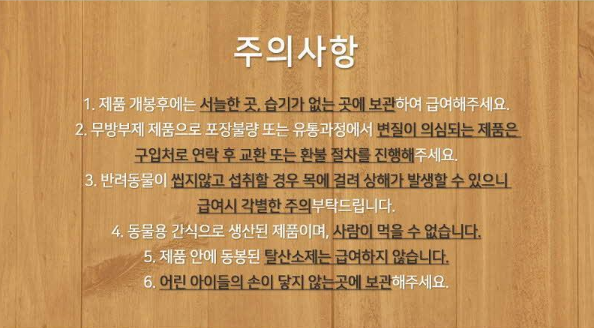 주의사항
1. 제품 개봉후에는 서늘한 곳, 습기가 없는 곳에 보관하여 급여해주세요.
2. 무방부제 제품으로 포장불량 또는 유통과정에서 변질이 의심되는 제품은
구입처로 연락 후 교환 또는 환불 절차를 진행해주세요.
3. 반려동물이 씹지않고 섭취할 경우 목에 걸려 상해가 발생할 수 있으니
급여시 각별한 주의부탁드립니다.
4. 동물용 간식으로 생산된 제품이며, 사람이 먹을 수 없습니다.
5. 제품 안에 동봉된 탈산소제는 급여하지 않습니다.
6. 어린 아이들의 손이 닿지 않는곳에 보관해주세요.